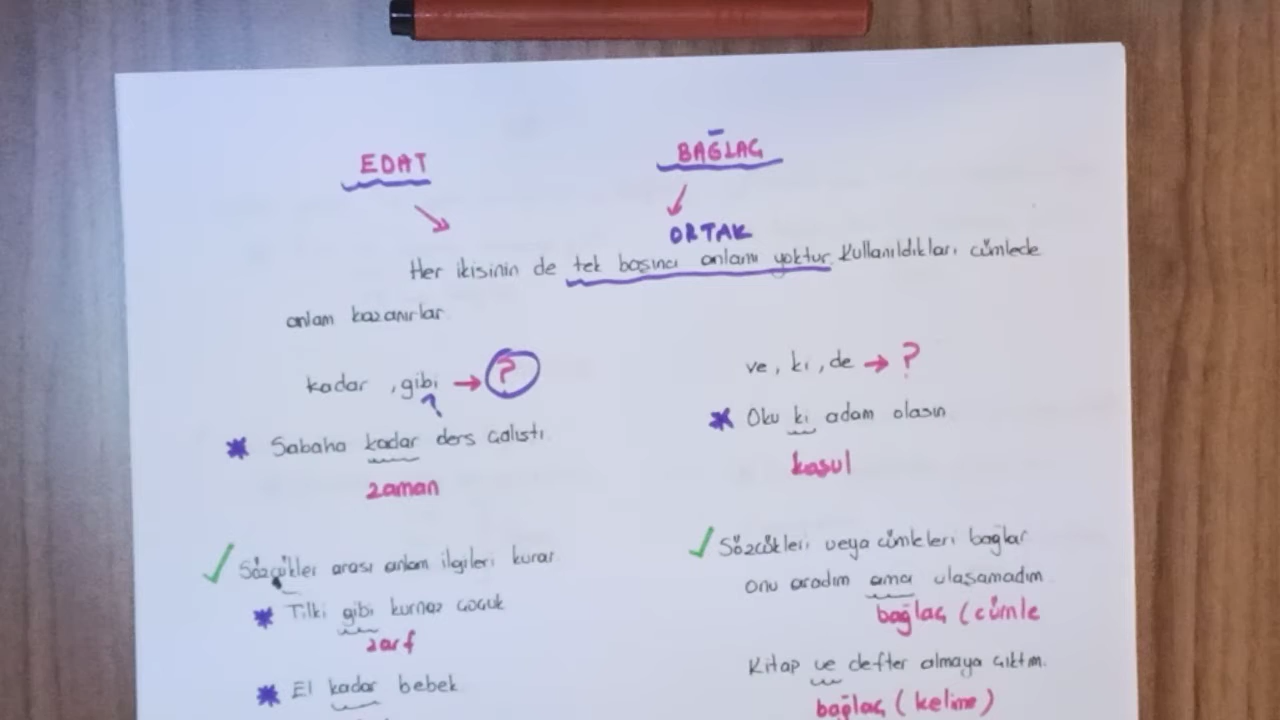 EDAT
BAĞLAÇ
ORTAK
Her ikisinin de tek başına anlamı yoktur. Kullanıldıkları cümlede
anlam kazanırlar.
kadar , gibi → ?
* Sabaha kadar ders çalıştı.
zaman
✓ Sözcükler arası anlam ilgileri kurar
* Tilki gibi kurnaz çocuk
zarf
* El kadar bebek
ve, ki, de → ?
* Oku ki adam olasın.
koşul
✓ Sözcükleri veya cümleleri bağlar
onu aradım ama ulaşamadım
bağlaç (cümle
Kitap ve defter almaya çıktım.
bağlaç ( kelime )